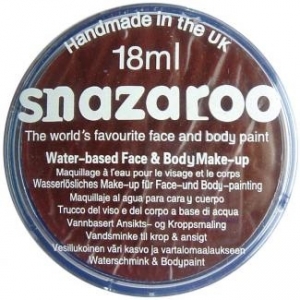 Handmade in the UK
18ml
snazaroo
The world's favourite face and body paint
Water-based Face & Body Make-up
Maquillage à l'eau pour le visage et le corps
Wasserlösliches Make-up für Face-und Body-painting
Maquillaje al agua para cara y cuerpo
Trucco del viso e del corpo a base di acqua
Vannbasert Ansikts- og Kroppsmaling
Vandsminke til krop & ansigt
Vesiliukoinen väri kasvo ja vartalomaalaukseen
Waterschmink & Bodypaint